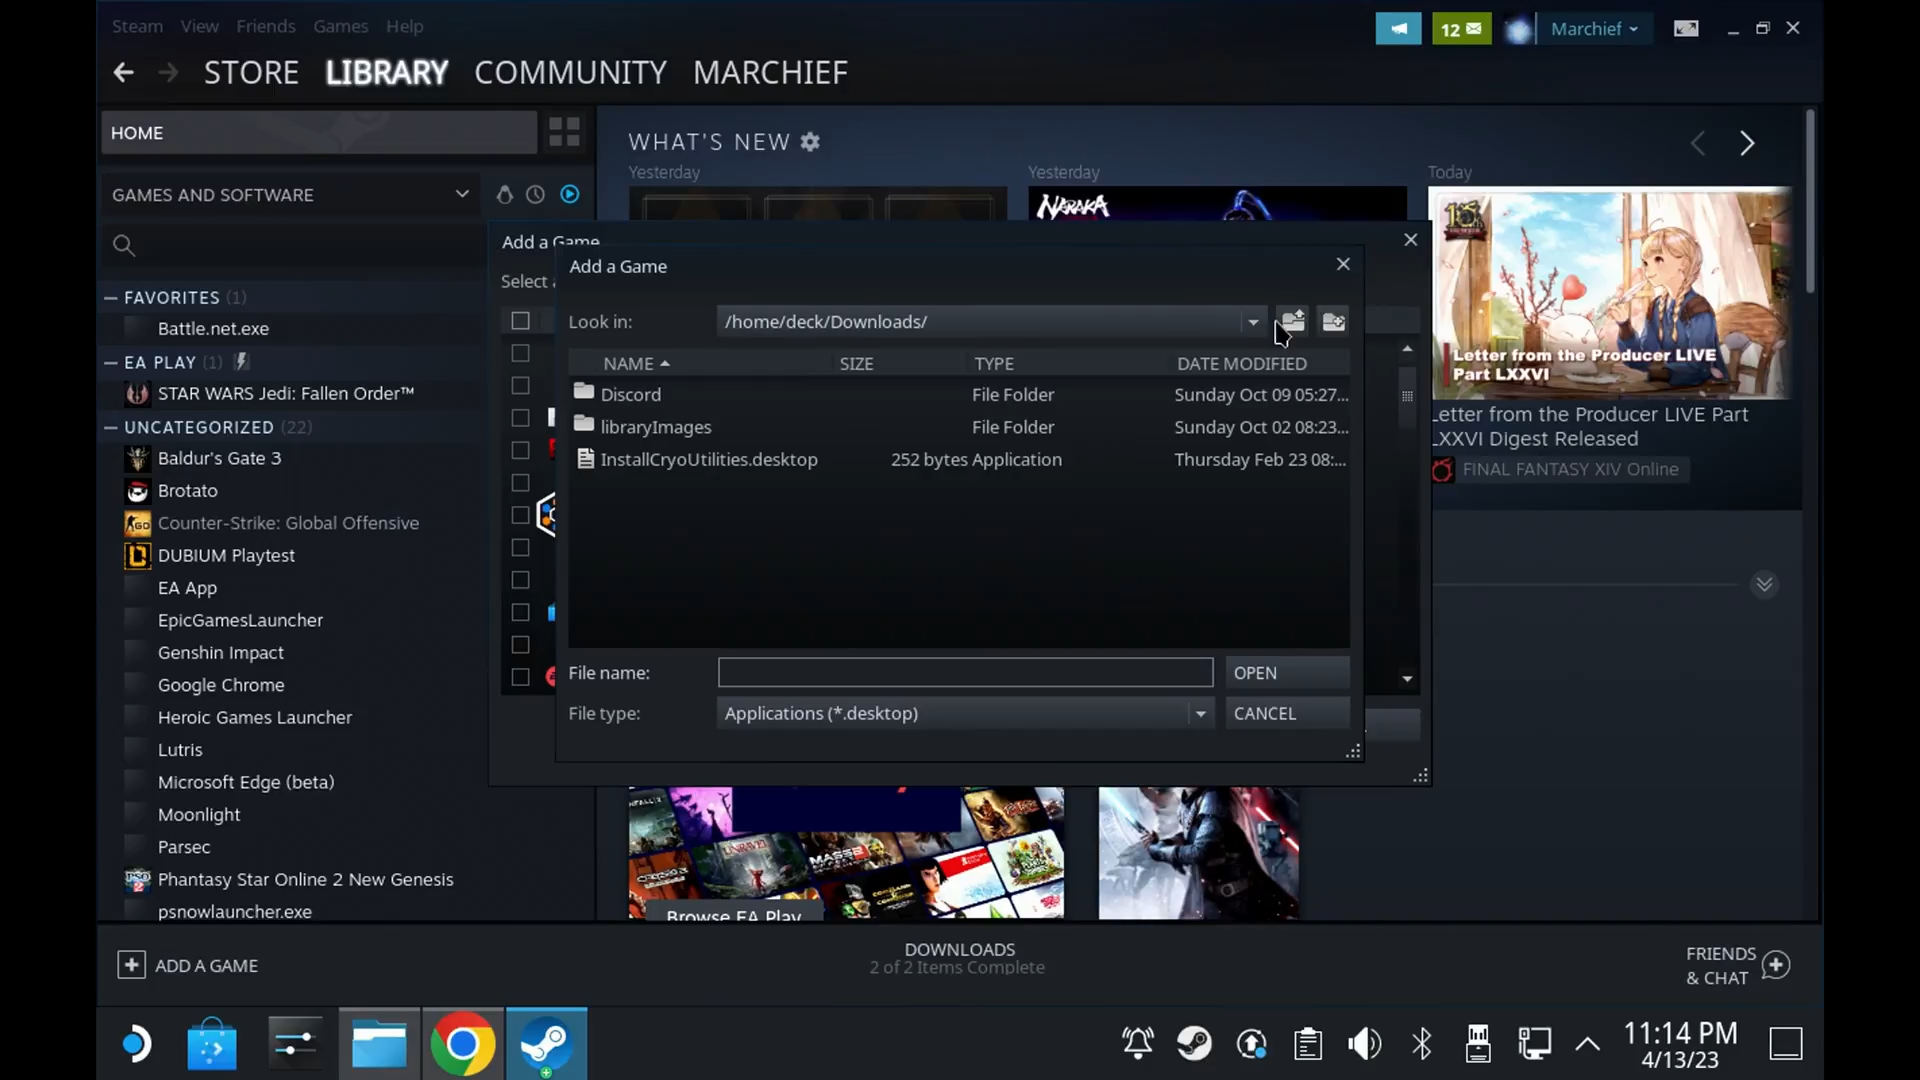 Steam View Friends Games Help
12
Marchief
STORE LIBRARY COMMUNITY MARCHIEF
HOME
GAMES AND SOFTWARE
FAVORITES (1)
Battle.net.exe
EA PLAY (1)
STAR WARS Jedi: Fallen Order™
UNCATEGORIZED (22)
Baldur's Gate 3
Brotato
Counter-Strike: Global Offensive
DUBIUM Playtest
EA App
EpicGamesLauncher
Genshin Impact
Google Chrome
Heroic Games Launcher
Lutris
Microsoft Edge (beta)
Moonlight
Parsec
Phantasy Star Online 2 New Genesis
psnowlauncher.exe
WHAT'S NEW
Yesterday
Yesterday
Today
NARAKA
Letter from the Producer LIVE
Part LXXVI
Letter from the Producer LIVE Part
LXXVI Digest Released
FINAL FANTASY XIV Online
Add a Game
Select
Add a Game
Look in: /home/deck/Downloads/
NAME SIZE TYPE DATE MODIFIED
Discord File Folder Sunday Oct 09 05:27...
libraryImages File Folder Sunday Oct 02 08:23...
InstallCryoUtilities.desktop 252 bytes Application Thursday Feb 23 08:...
File name: OPEN
File type: Applications (*.desktop) CANCEL
UNRAVEL
MASS
Browse EA Play
ADD A GAME
DOWNLOADS
2 of 2 Items Complete
FRIENDS
& CHAT
11:14 PM
4/13/23